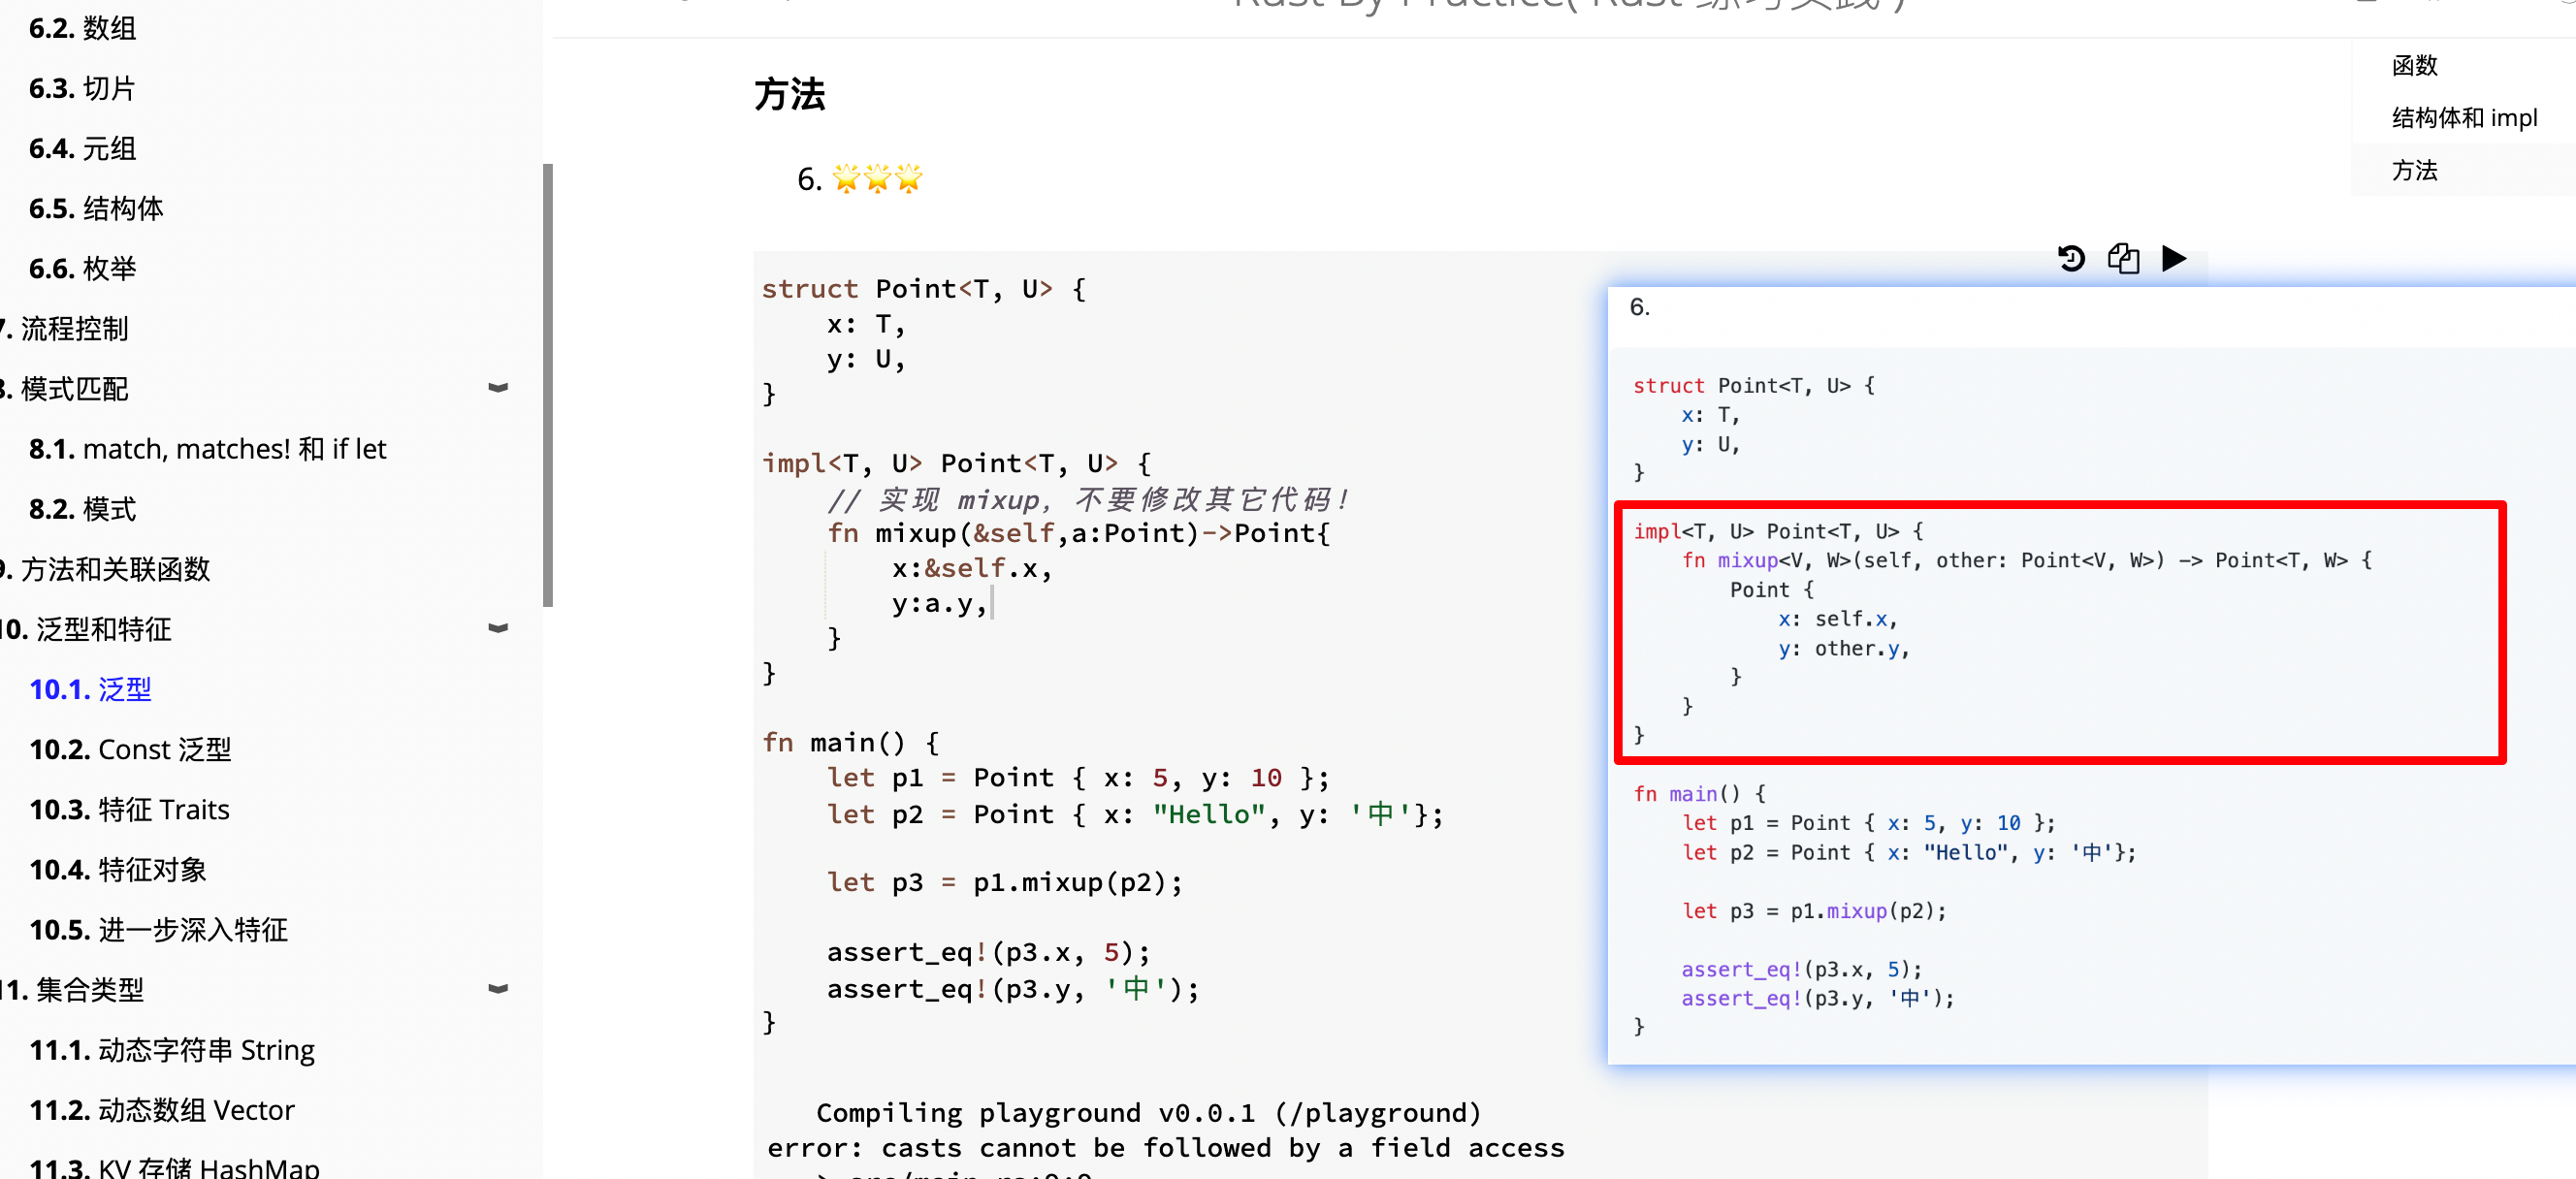 6.2. 数组
6.3. 切片
6.4. 元组
6.5. 结构体
6.6. 枚举
7. 流程控制
8. 模式匹配
8.1. match, matches! 和 if let
8.2. 模式
9. 方法和关联函数
10. 泛型和特征
10.1. 泛型
10.2. Const 泛型
10.3. 特征 Traits
10.4. 特征对象
10.5. 进一步深入特征
11. 集合类型
11.1. 动态字符串 String
11.2. 动态数组 Vector
11.3. KV 存储 HashMap
Rust By Practice( Rust 练习实践 )
方法
6. 🌟🌟🌟
struct Point<T, U> {
    x: T,
    y: U,
}
impl<T, U> Point<T, U> {
    // 实现 mixup，不要修改其它代码！
    fn mixup(&self,a:Point)->Point{
        x:&self.x,
        y:a.y,
    }
}
fn main() {
    let p1 = Point { x: 5, y: 10 };
    let p2 = Point { x: "Hello", y: '中'};
    let p3 = p1.mixup(p2);
    assert_eq!(p3.x, 5);
    assert_eq!(p3.y, '中');
}
   Compiling playground v0.0.1 (/playground)
error: casts cannot be followed by a field access
函数
结构体和 impl
方法
6.
struct Point<T, U> {
    x: T,
    y: U,
}
impl<T, U> Point<T, U> {
    fn mixup<V, W>(self, other: Point<V, W>) -> Point<T, W> {
        Point {
            x: self.x,
            y: other.y,
        }
    }
}
fn main() {
    let p1 = Point { x: 5, y: 10 };
    let p2 = Point { x: "Hello", y: '中'};
    let p3 = p1.mixup(p2);
    assert_eq!(p3.x, 5);
    assert_eq!(p3.y, '中');
}